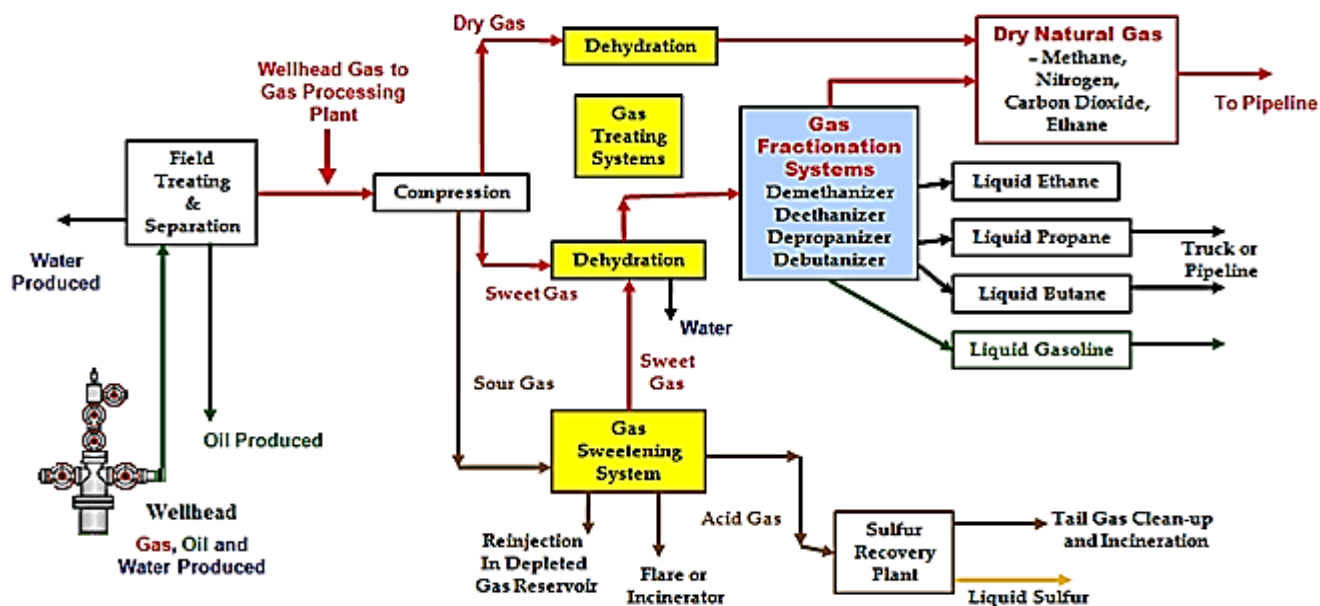 Dry Gas
Dehydration
Dry Natural Gas
– Methane,
Nitrogen,
Carbon Dioxide,
Ethane
To Pipeline
Wellhead Gas to
Gas Processing
Plant
Gas
Treating
Systems
Gas
Fractionation
Systems
Demethanizer
Deethanizer
Depropanizer
Debutanizer
Field
Treating
&
Separation
Compression
Liquid Ethane
Liquid Propane
Truck or
Pipeline
Liquid Butane
Liquid Gasoline
Water
Produced
Dehydration
Sweet Gas
Water
Sweet
Gas
Sour Gas
Oil Produced
Gas
Sweetening
System
Wellhead
Gas, Oil and
Water Produced
Reinjection
In Depleted
Gas Reservoir
Flare or
Incinerator
Acid Gas
Sulfur
Recovery
Plant
Tail Gas Clean-up
and Incineration
Liquid Sulfur